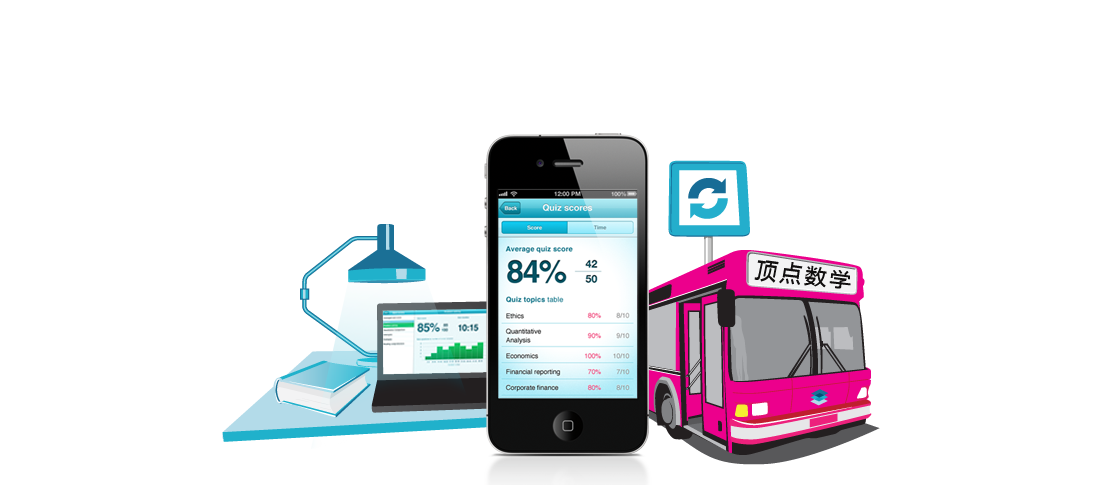 12:00 PM
100%
Back
Quiz scores
Score
Time
Average quiz score
84%
42
50
Quiz topics table
Ethics 80% 8/10
Quantitative
Analysis 90% 9/10
Economics 100% 10/10
Financial reporting 70% 7/10
Corporate finance 80% 8/10
85%
10:15
顶点数学